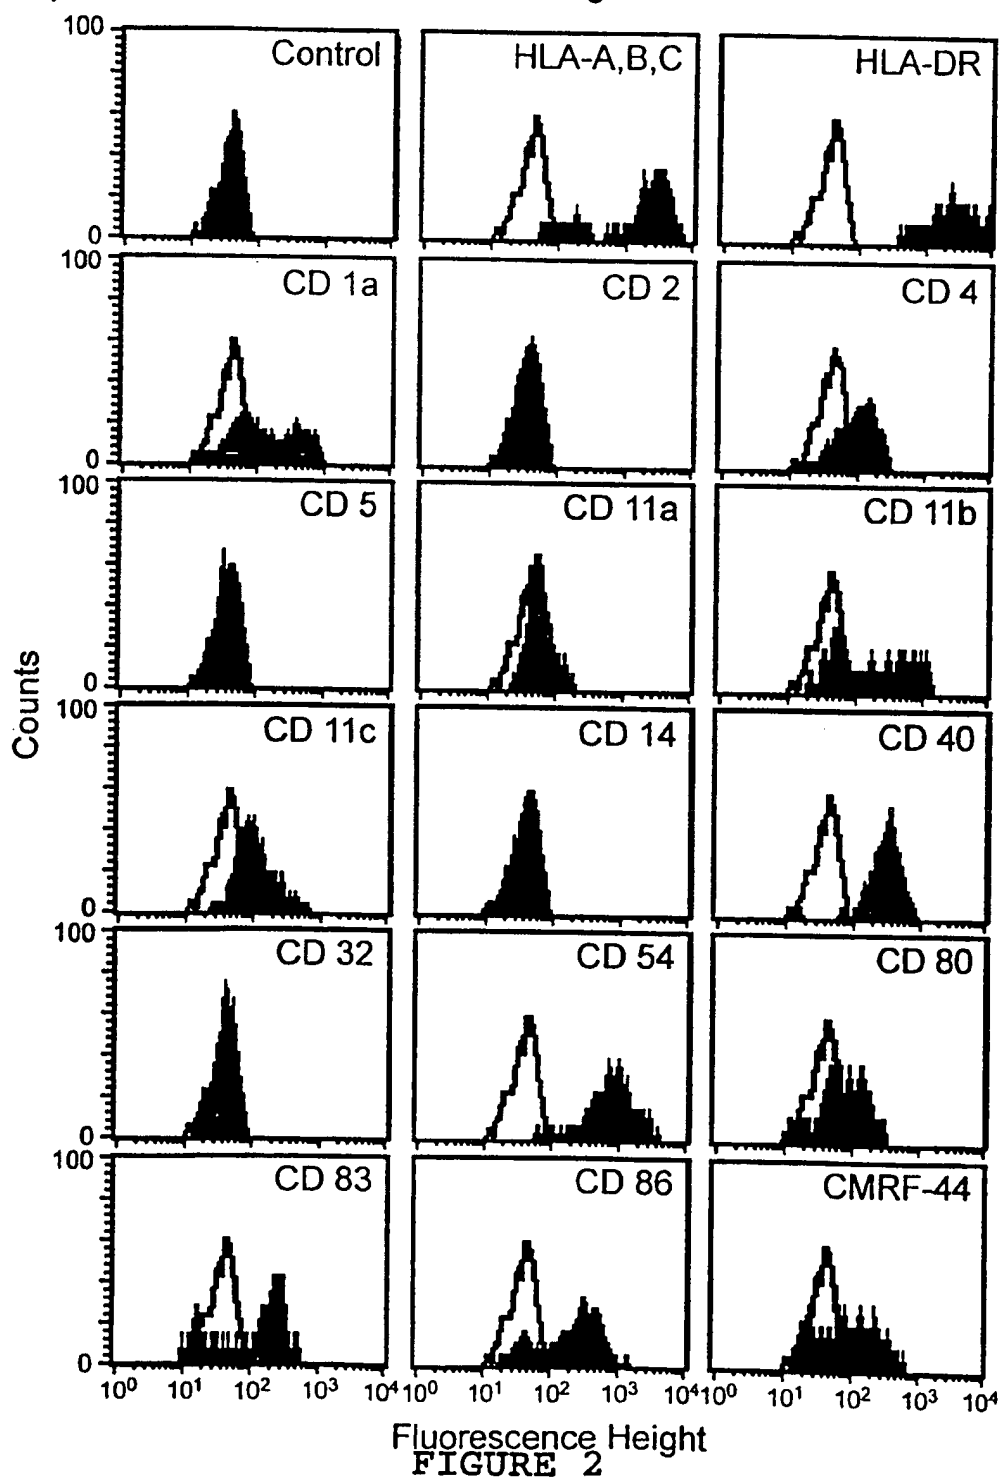 100
Control
HLA-A,B,C
HLA-DR
0
100
CD 1a
CD 2
CD 4
0
100
CD 5
CD 11a
CD 11b
0
Counts
100
CD 11c
CD 14
CD 40
0
100
CD 32
CD 54
CD 80
0
100
CD 83
CD 86
CMRF-44
0
10⁰ 10¹ 10² 10³ 10⁴ 10⁰ 10¹ 10² 10³ 10⁴ 10⁰ 10¹ 10² 10³ 10⁴
Fluorescence Height
FIGURE 2